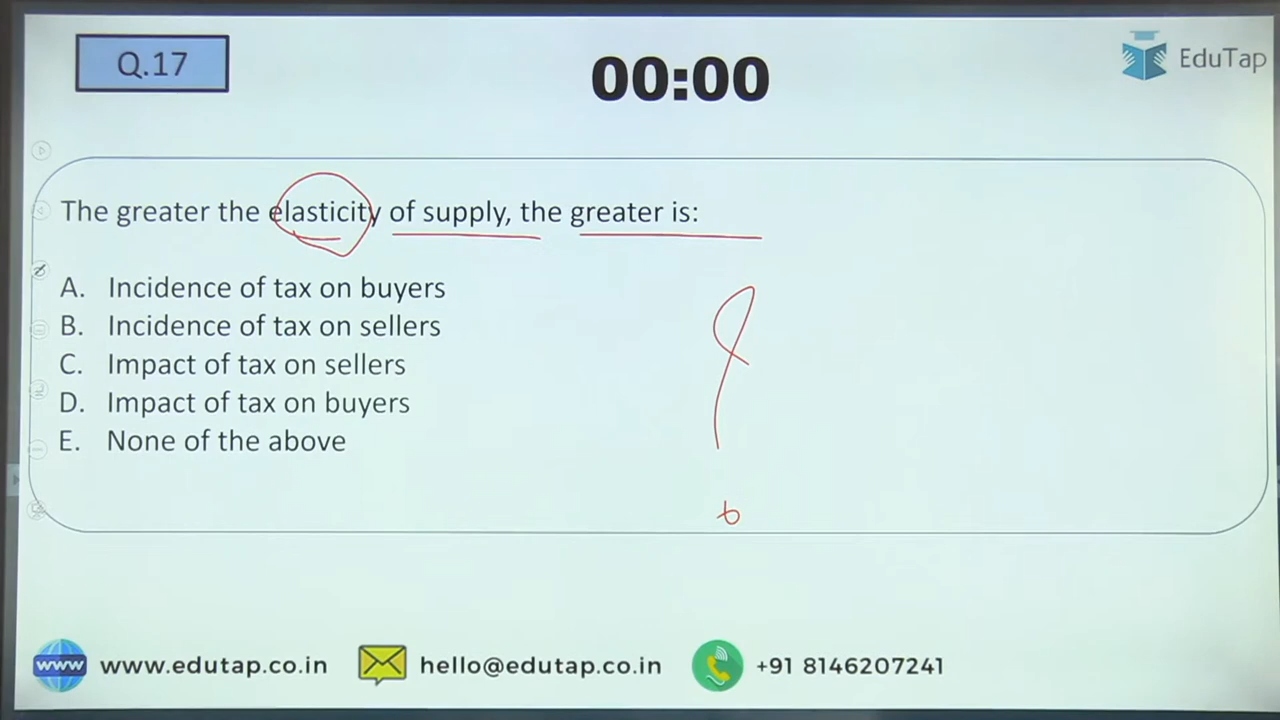 Q.17
00:00
EduTap
The greater the elasticity of supply, the greater is:
A. Incidence of tax on buyers
B. Incidence of tax on sellers
C. Impact of tax on sellers
D. Impact of tax on buyers
E. None of the above
www www.edutap.co.in hello@edutap.co.in +91 8146207241